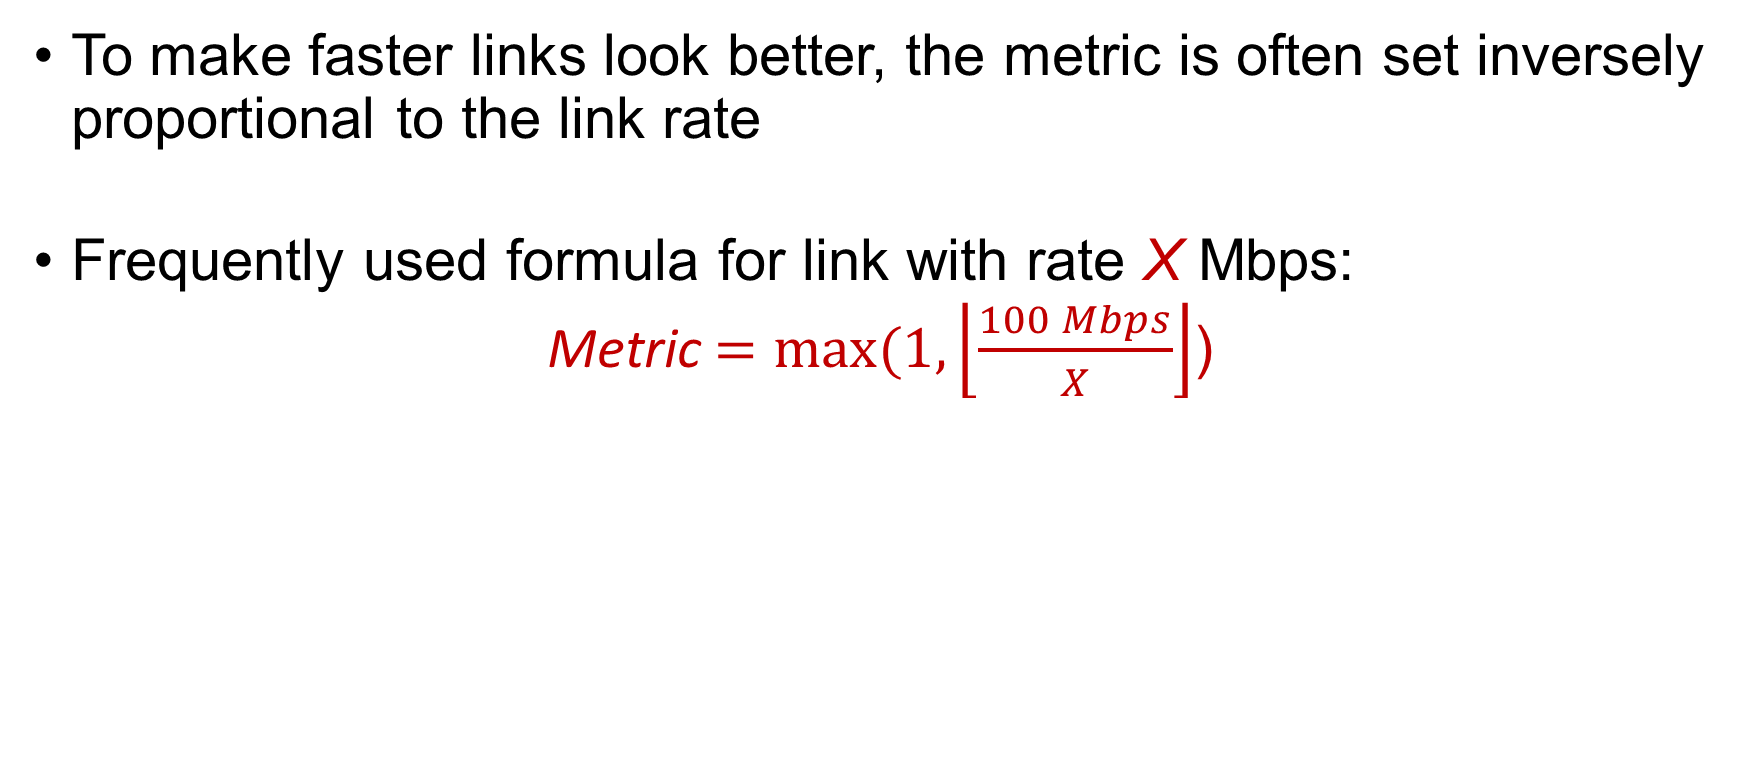 • To make faster links look better, the metric is often set inversely
proportional to the link rate
• Frequently used formula for link with rate X Mbps:
Metric = max(1, ⌊100 Mbps / X⌋)